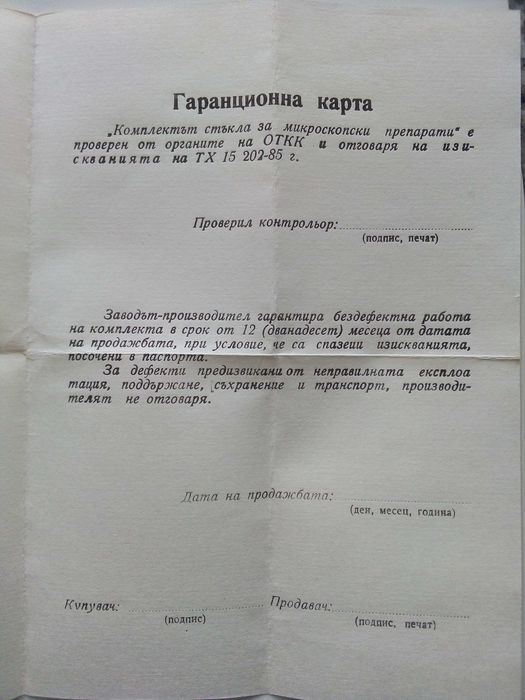 Гаранционна карта
„Комплектът стъкла за микроскопски препарати“ е
проверен от органите на ОТКК и отговаря на изи-
скванията на ТХ 15 202-85 г.
Проверил контрольор:
(подпис, печат)
Заводът-производител гарантира бездефектна работа
на комплекта в срок от 12 (дванадесет) месеца от датата
на продажбата, при условие, че са спазеии изискванията,
посочени в паспорта.
За дефекти предизвикани от неправилната експлоа
тация, поддържане, съхранение и транспорт, производи-
телят не отговаря.
Дата на продажбата:
(ден, месец, година)
Купувач: Продавач:
(подпис) (подпис, печат)